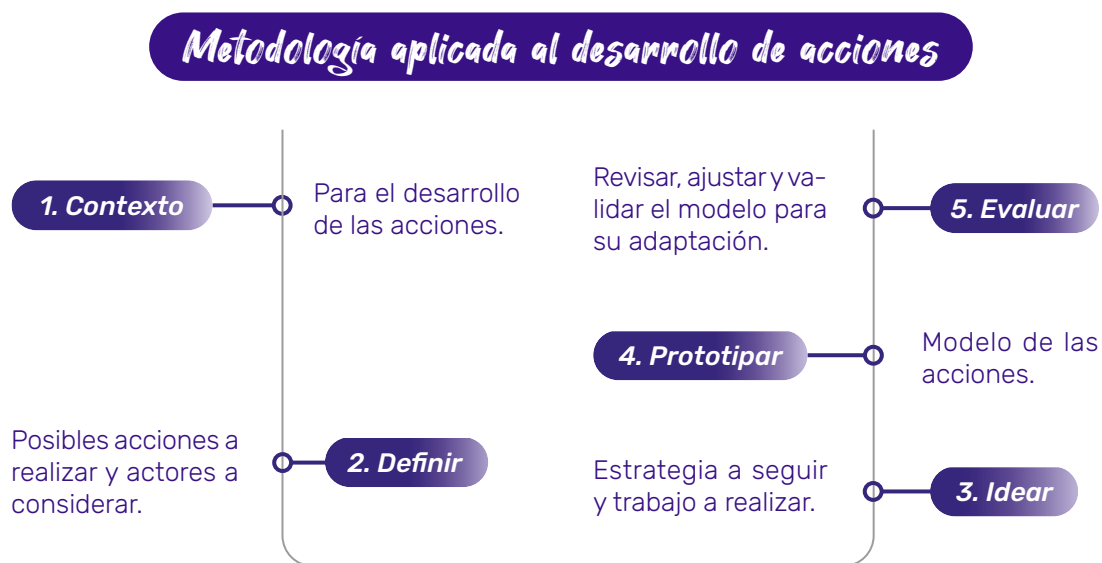 Metodología aplicada al desarrollo de acciones
1. Contexto
Para el desarrollo
de las acciones.
Posibles acciones a
realizar y actores a
considerar.
2. Definir
Estrategia a seguir
y trabajo a realizar.
3. Idear
4. Prototipar
Modelo de las
acciones.
Revisar, ajustar y va-
lidar el modelo para
su adaptación.
5. Evaluar